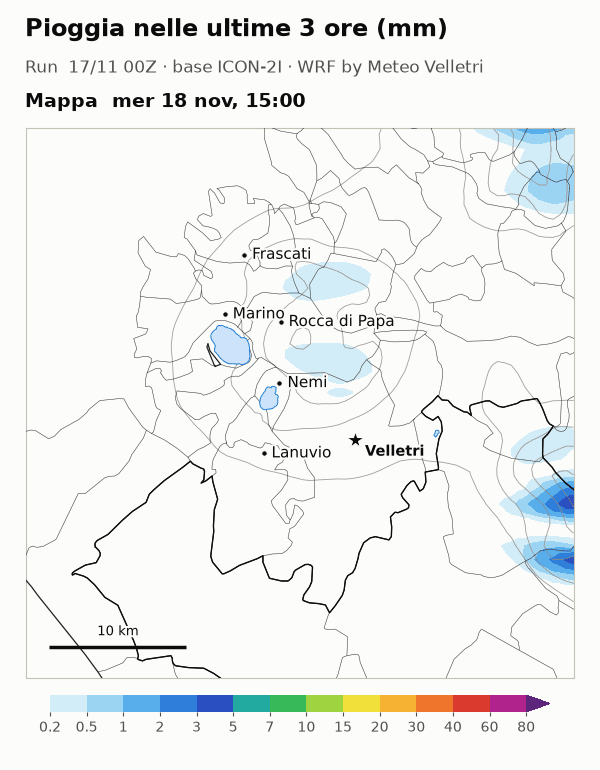 Pioggia nelle ultime 3 ore (mm)
Run  17/11 00Z · base ICON-2I · WRF by Meteo Velletri
Mappa  mer 18 nov, 15:00
Frascati
Marino
Rocca di Papa
Nemi
Velletri
Lanuvio
10 km
0.2 0.5 1 2 3 5 7 10 15 20 30 40 60 80